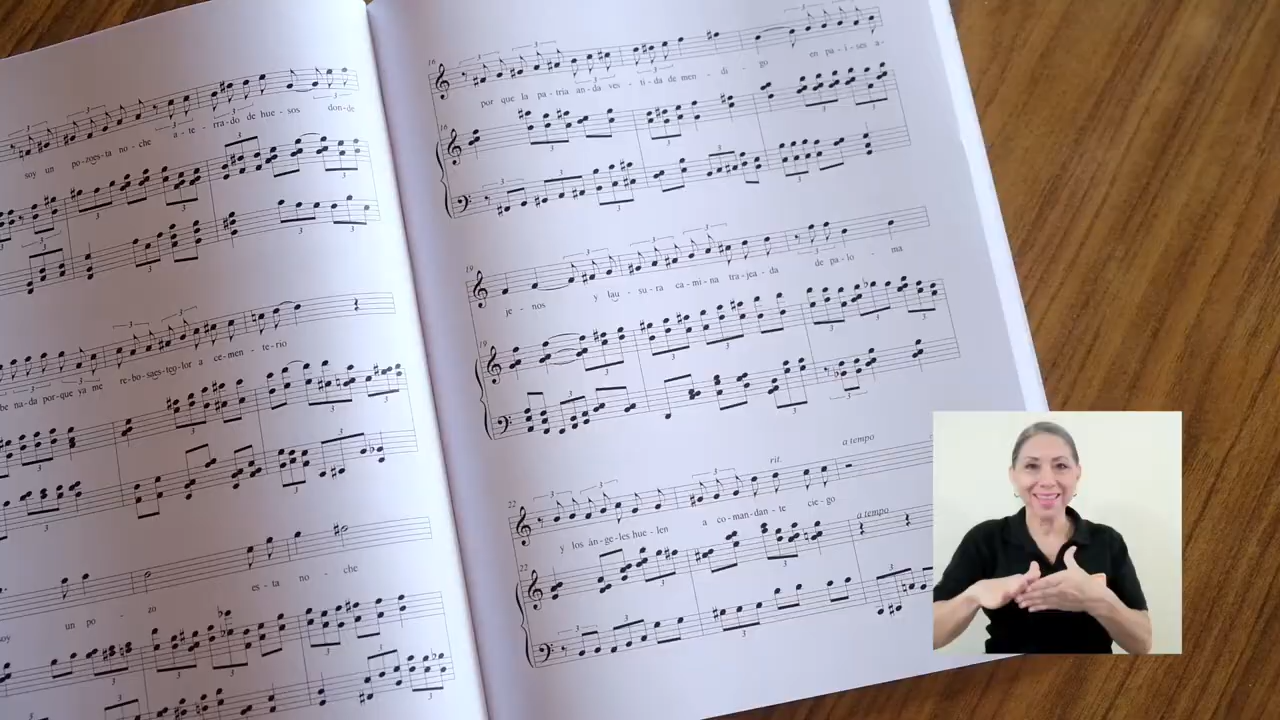 soy un po-zoes-ta no-che a-te-rra-do de hue-sos don-de
be na-da por-que ya me re-bo-saes-teo-lor a ce-men-te-rio
soy un po-zo es-ta no-che
16
por que la pa-tria an-da ves-ti-da de men-di-go en pa-í-ses a-
16
19
je-nos y lau-su-ra ca-mi-na tra-jea-da de pa-lo-ma
19
rit. a tempo
22
y los án-ge-les hue-len a co-man-dan-te cie-go
a tempo
22